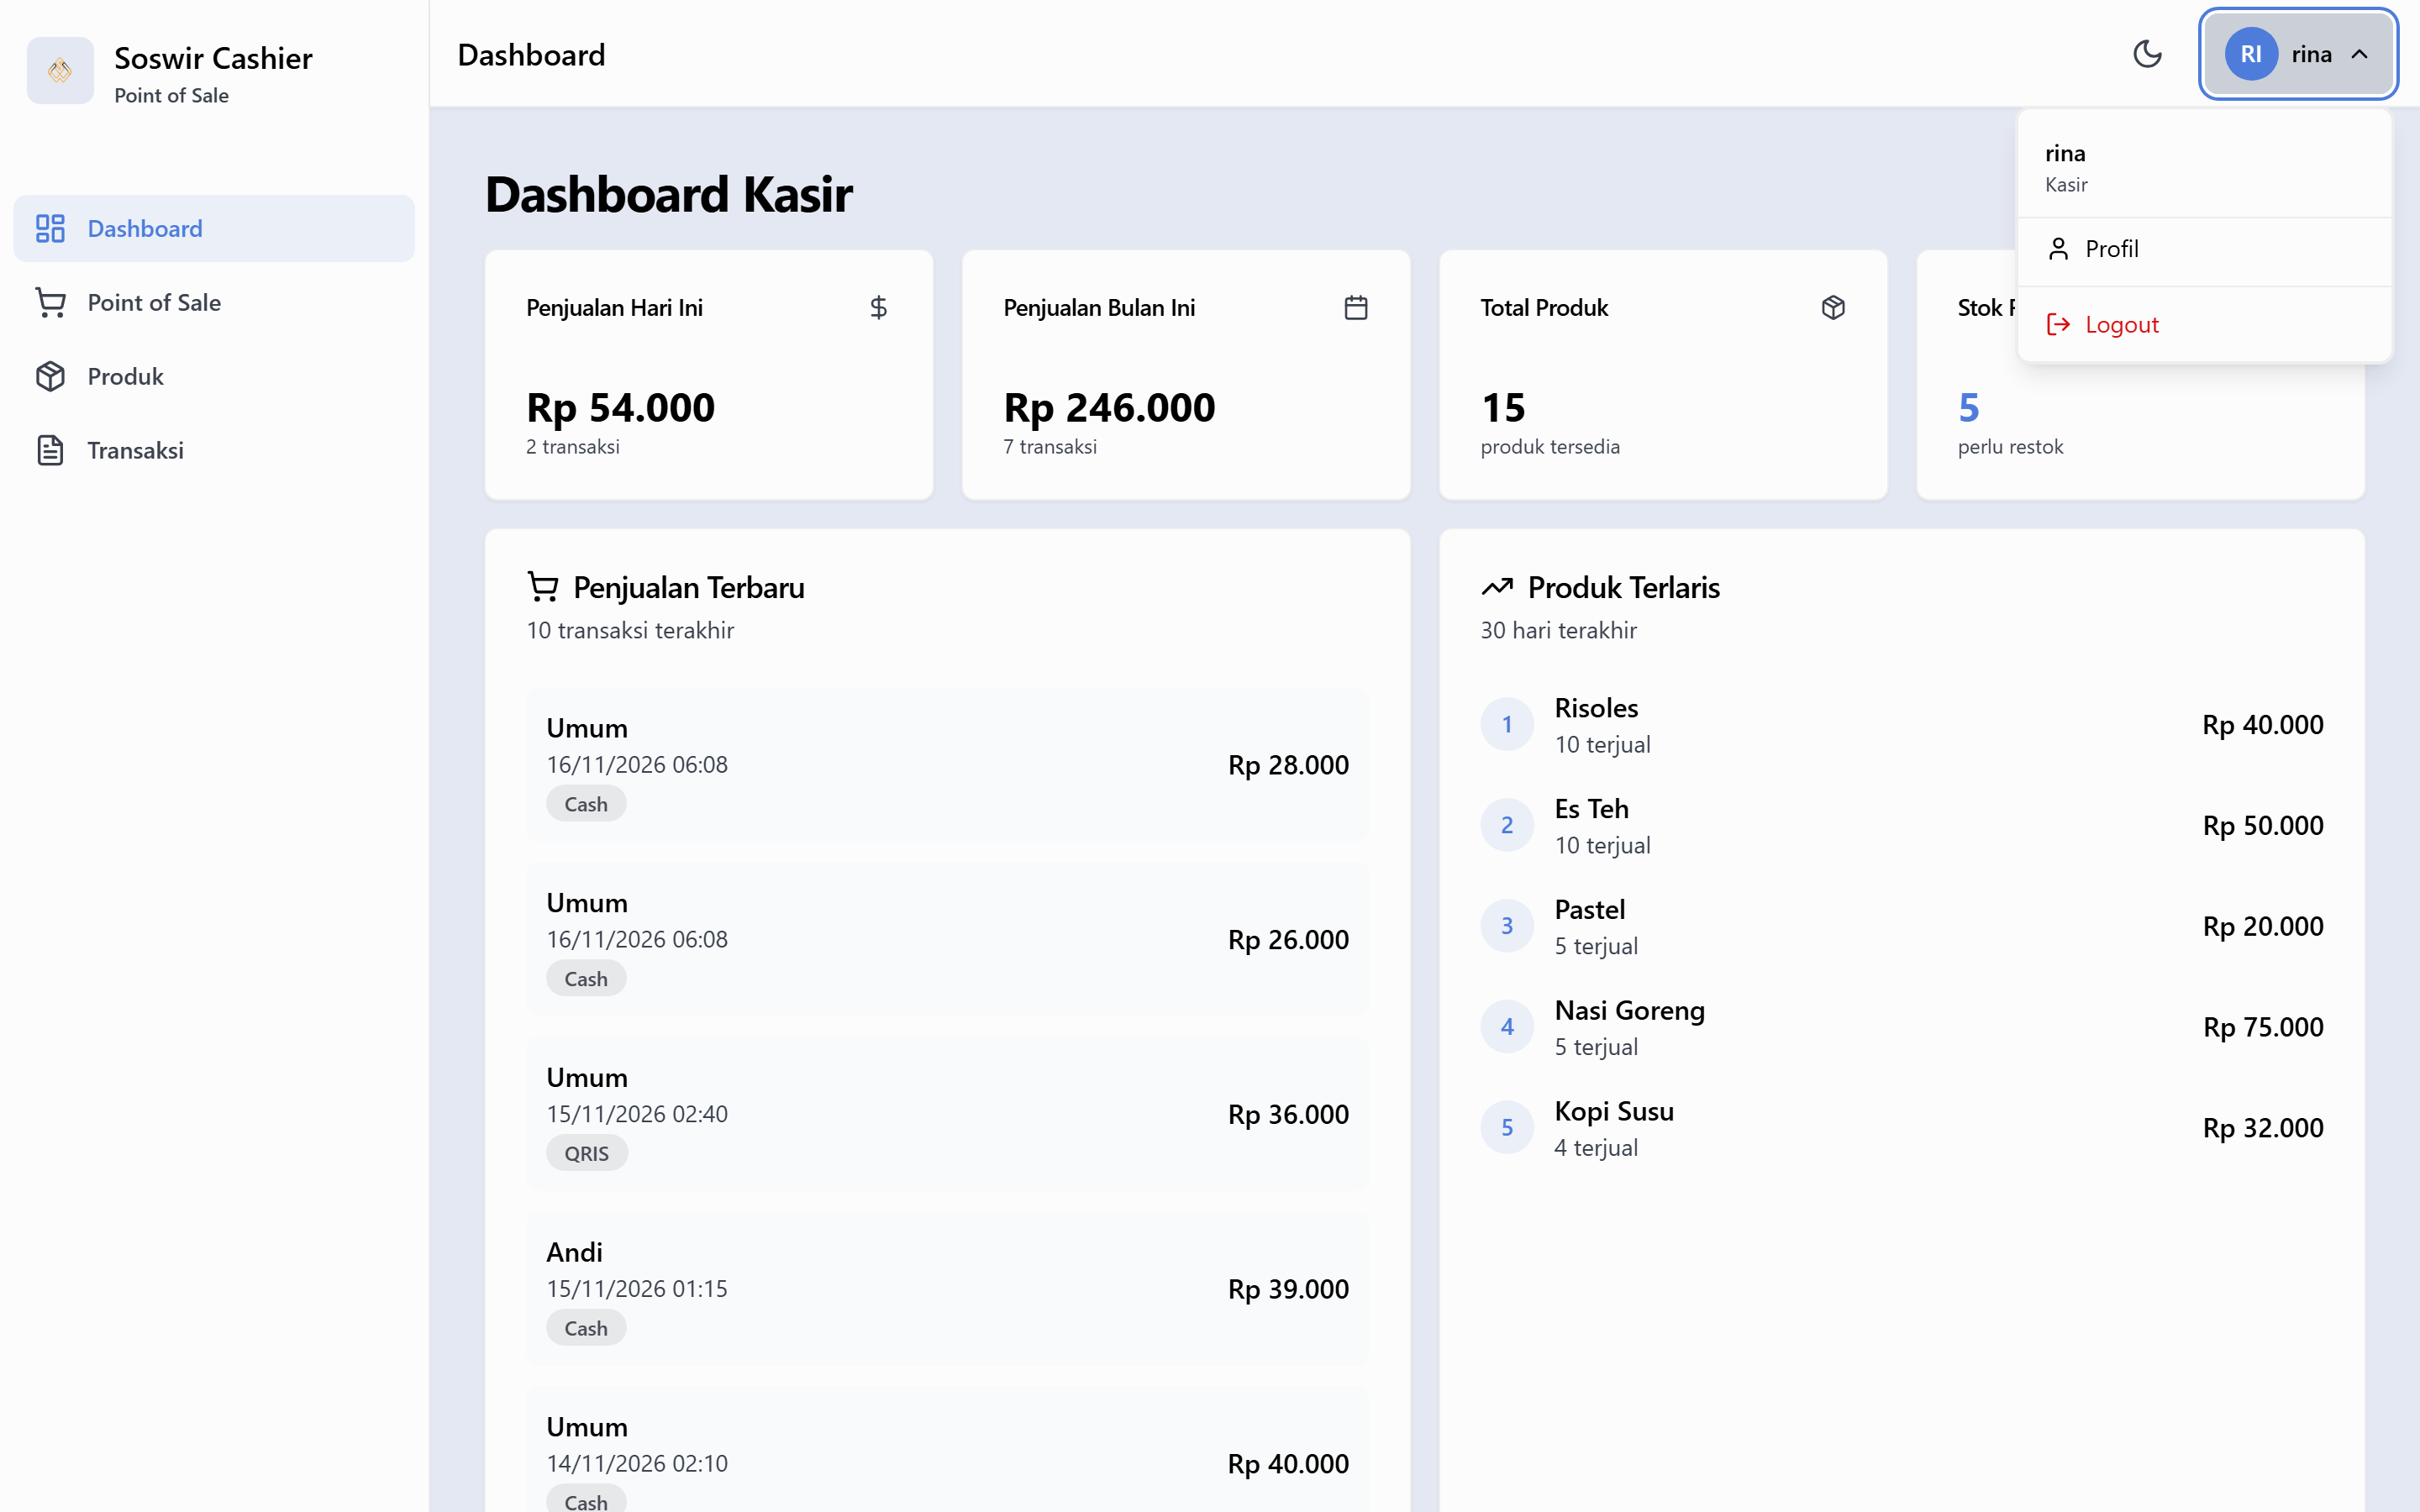 Soswir Cashier
Point of Sale
Dashboard
Point of Sale
Produk
Transaksi
Dashboard
RI
rina
rina
Kasir
Profil
Logout
Dashboard Kasir
Penjualan Hari Ini
Rp 54.000
2 transaksi
Penjualan Bulan Ini
Rp 246.000
7 transaksi
Total Produk
15
produk tersedia
Stok
5
perlu restok
Penjualan Terbaru
10 transaksi terakhir
Umum
16/11/2026 06:08
Cash
Rp 28.000
Umum
16/11/2026 06:08
Cash
Rp 26.000
Umum
15/11/2026 02:40
QRIS
Rp 36.000
Andi
15/11/2026 01:15
Cash
Rp 39.000
Umum
14/11/2026 02:10
Cash
Rp 40.000
Produk Terlaris
30 hari terakhir
1
Risoles
10 terjual
Rp 40.000
2
Es Teh
10 terjual
Rp 50.000
3
Pastel
5 terjual
Rp 20.000
4
Nasi Goreng
5 terjual
Rp 75.000
5
Kopi Susu
4 terjual
Rp 32.000